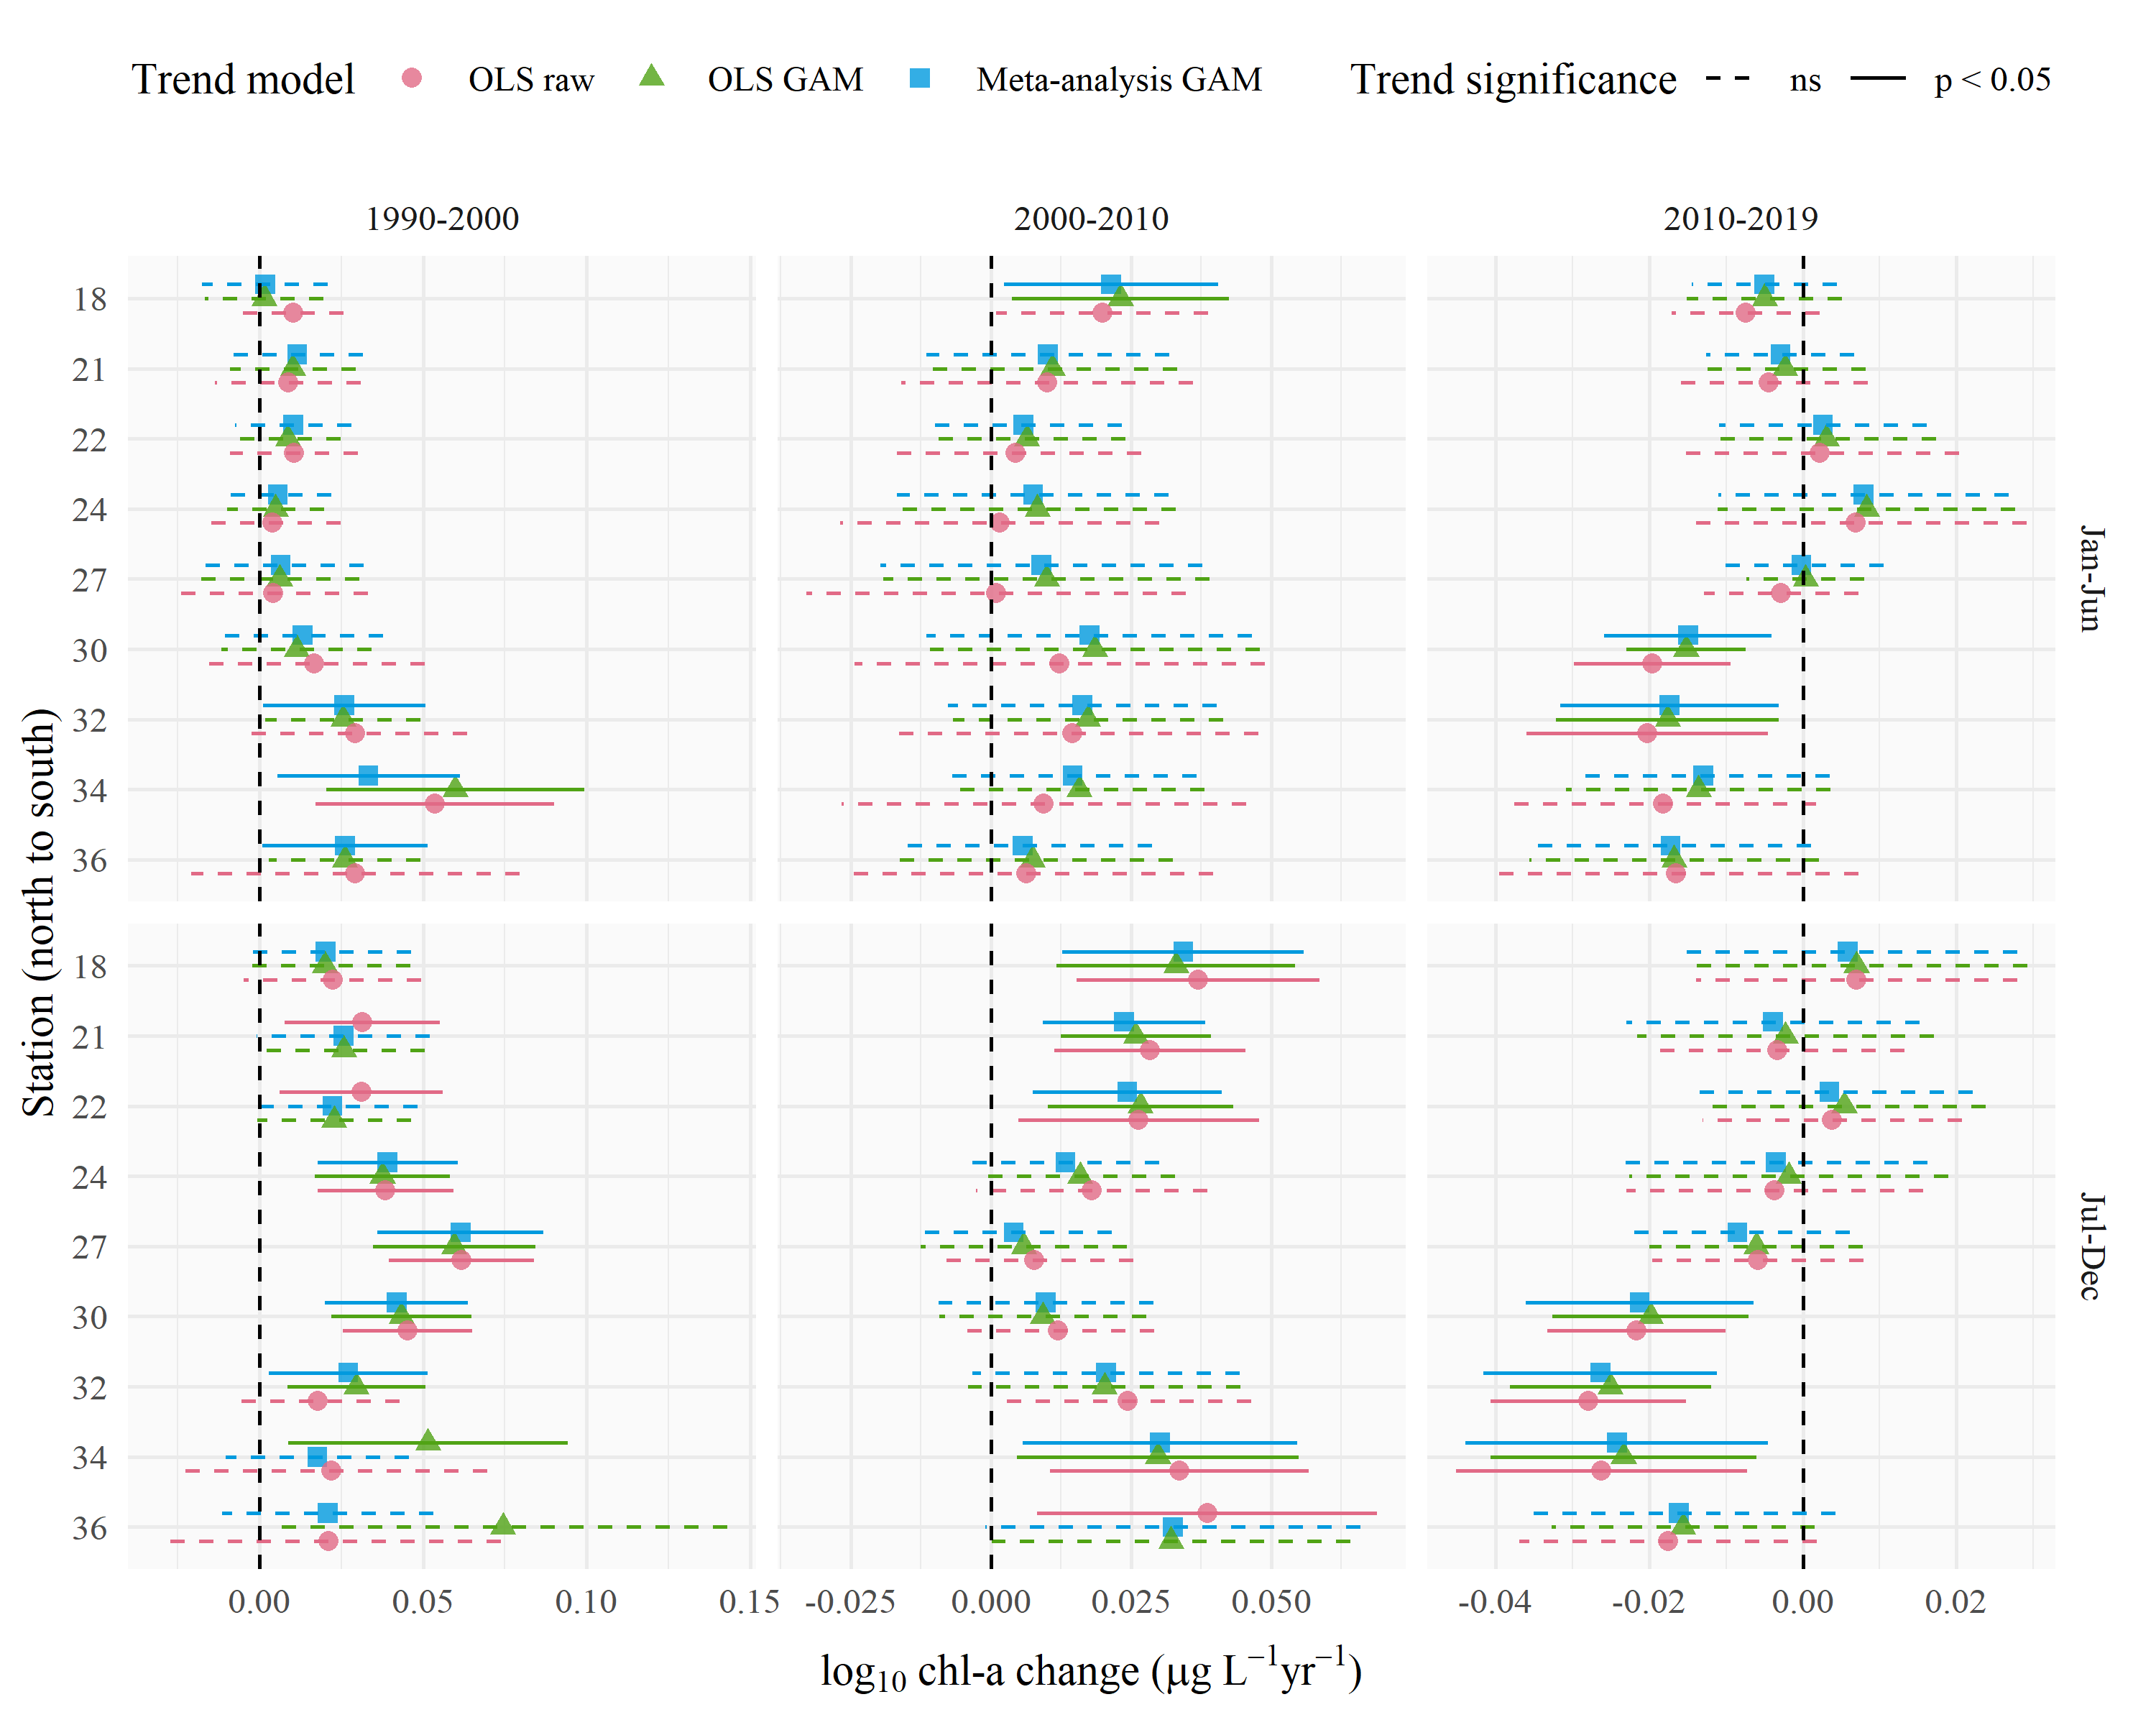 Trend model OLS raw OLS GAM Meta-analysis GAM Trend significance ns p < 0.05
1990-2000 2000-2010 2010-2019
Station (north to south)
18
21
22
24
27
30
32
34
36
Jan-Jun
18
21
22
24
27
30
32
34
36
Jul-Dec
0.00 0.05 0.10 0.15 -0.025 0.000 0.025 0.050 -0.04 -0.02 0.00 0.02
log₁₀ chl-a change (μg L⁻¹yr⁻¹)